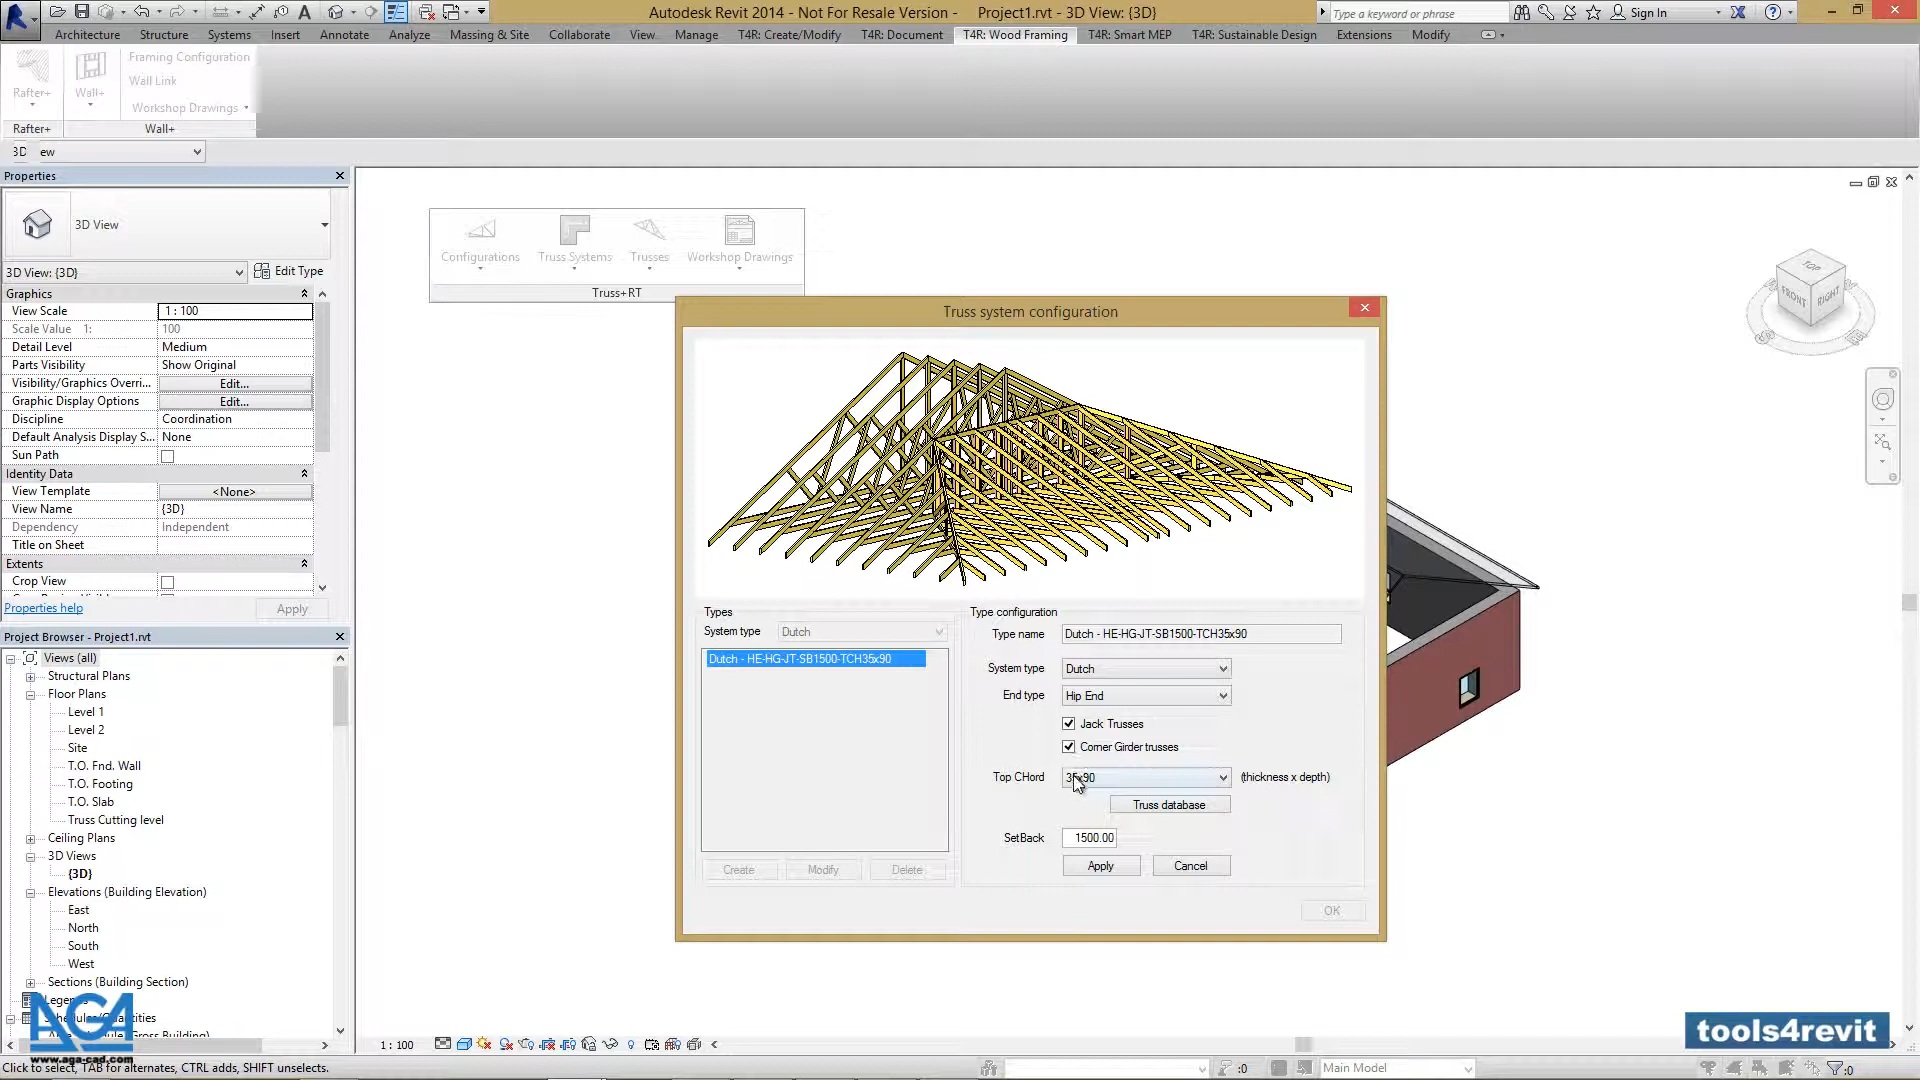 Autodesk Revit 2014 - Not For Resale Version - Project1.rvt - 3D View: {3D}
Type a keyword or phrase
Sign In
Architecture Structure Systems Insert Annotate Analyze Massing & Site Collaborate View Manage T4R: Create/Modify T4R: Document T4R: Wood Framing T4R: Smart MEP T4R: Sustainable Design Extensions Modify
Framing Configuration
Wall Link
Rafter+ Wall+
Workshop Drawings
Rafter+ Wall+
3D ew
Properties
3D View
3D View: {3D} Edit Type
Graphics
View Scale 1 : 100
Scale Value 1: 100
Detail Level Medium
Parts Visibility Show Original
Visibility/Graphics Overri... Edit...
Graphic Display Options Edit...
Discipline Coordination
Default Analysis Display S... None
Sun Path
Identity Data
View Template <None>
View Name {3D}
Dependency Independent
Title on Sheet
Extents
Crop View
Properties help Apply
Project Browser - Project1.rvt
Views (all)
Structural Plans
Floor Plans
Level 1
Level 2
Site
T.O. Fnd. Wall
T.O. Footing
T.O. Slab
Truss Cutting level
Ceiling Plans
3D Views
{3D}
Elevations (Building Elevation)
East
North
South
West
Sections (Building Section)
AGA
www.aga-cad.com
Configurations Truss Systems Trusses Workshop Drawings
Truss+RT
Truss system configuration
Types
System type Dutch
Dutch - HE-HG-JT-SB1500-TCH35x90
Create Modify Delete
Type configuration
Type name Dutch - HE-HG-JT-SB1500-TCH35x90
System type Dutch
End type Hip End
Jack Trusses
Corner Girder trusses
Top CHord 35x90 (thickness x depth)
Truss database
SetBack 1500.00
Apply Cancel
OK
TOP
FRONT RIGHT
tools4revit
1 : 100
Click to select, TAB for alternates, CTRL adds, SHIFT unselects.
:0
Main Model
:0